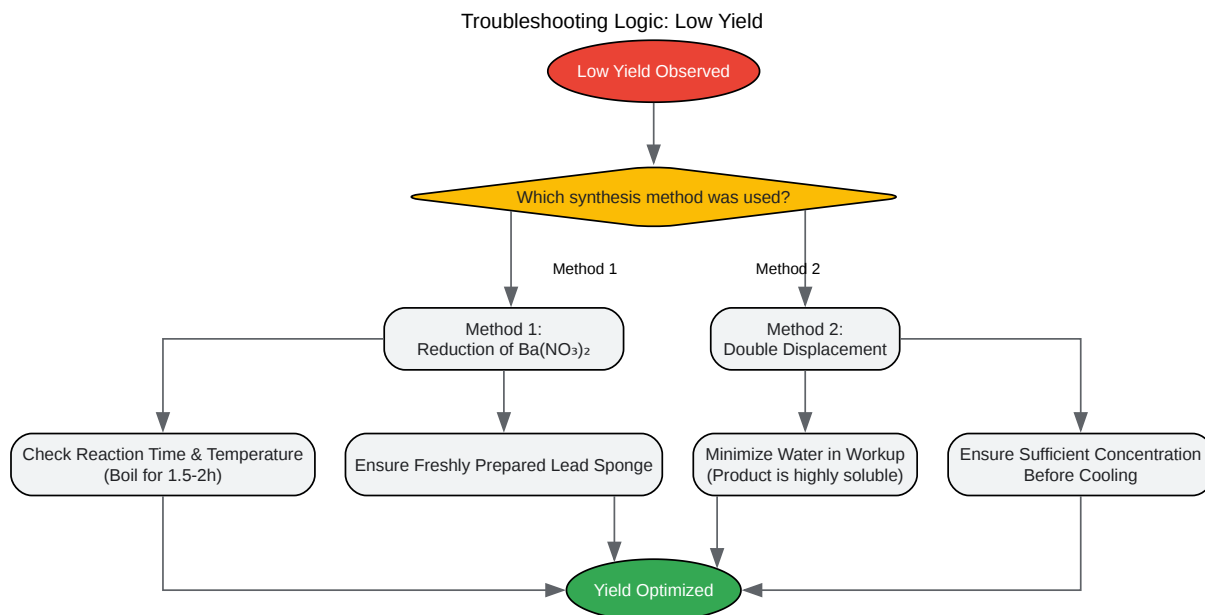 Troubleshooting Logic: Low Yield
Low Yield Observed
Which synthesis method was used?
Method 1
Method 2
Method 1:
Reduction of Ba(NO₃)₂
Method 2:
Double Displacement
Check Reaction Time & Temperature
(Boil for 1.5-2h)
Ensure Freshly Prepared Lead Sponge
Minimize Water in Workup
(Product is highly soluble)
Ensure Sufficient Concentration
Before Cooling
Yield Optimized